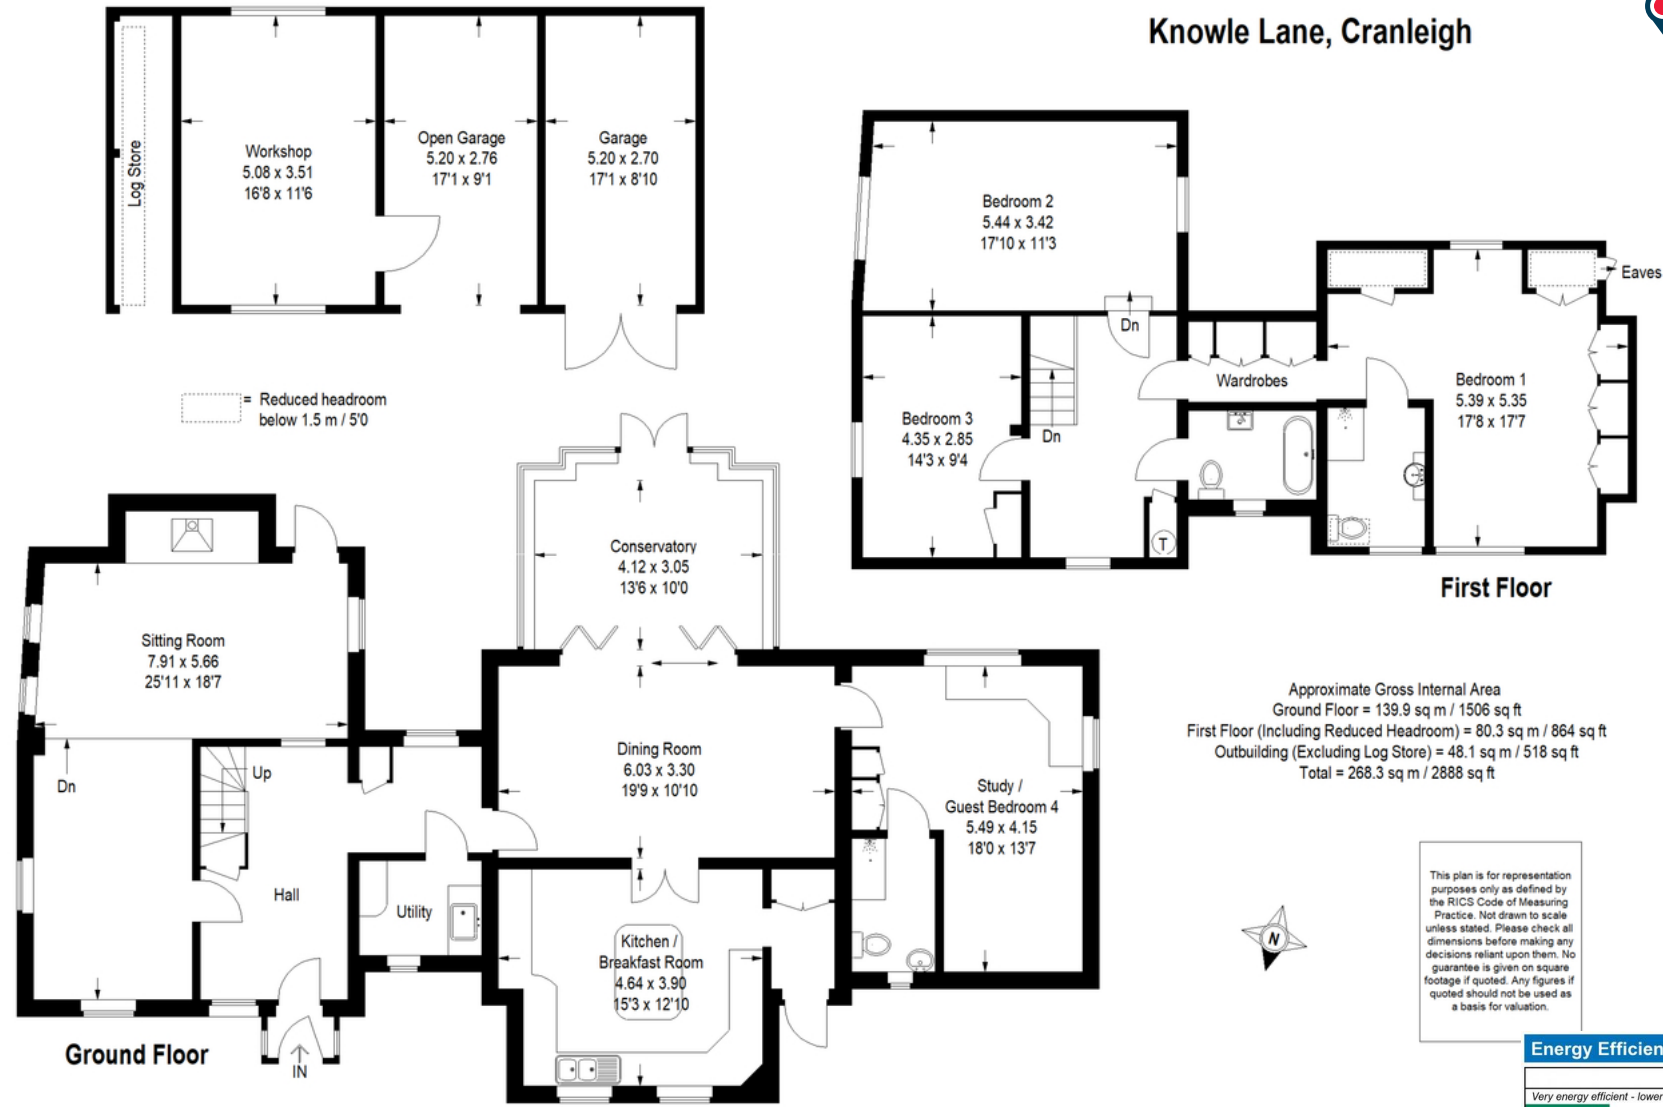 Knowle Lane, Cranleigh
Log Store
Workshop
5.08 x 3.51
16'8 x 11'6
Open Garage
5.20 x 2.76
17'1 x 9'1
Garage
5.20 x 2.70
17'1 x 8'10
= Reduced headroom
below 1.5 m / 5'0
Bedroom 2
5.44 x 3.42
17'10 x 11'3
Dn
Eaves
Wardrobes
Bedroom 1
5.39 x 5.35
17'8 x 17'7
Bedroom 3
4.35 x 2.85
14'3 x 9'4
Dn
T
First Floor
Conservatory
4.12 x 3.05
13'6 x 10'0
Sitting Room
7.91 x 5.66
25'11 x 18'7
Dn
Up
Dining Room
6.03 x 3.30
19'9 x 10'10
Study /
Guest Bedroom 4
5.49 x 4.15
18'0 x 13'7
Hall
Utility
Kitchen /
Breakfast Room
4.64 x 3.90
15'3 x 12'10
IN
Ground Floor
Approximate Gross Internal Area
Ground Floor = 139.9 sq m / 1506 sq ft
First Floor (Including Reduced Headroom) = 80.3 sq m / 864 sq ft
Outbuilding (Excluding Log Store) = 48.1 sq m / 518 sq ft
Total = 268.3 sq m / 2888 sq ft
N
This plan is for representation
purposes only as defined by
the RICS Code of Measuring
Practice. Not drawn to scale
unless stated. Please check all
dimensions before making any
decisions reliant upon them. No
guarantee is given on square
footage if quoted. Any figures if
quoted should not be used as
a basis for valuation.
Energy Efficien
Very energy efficient - lower